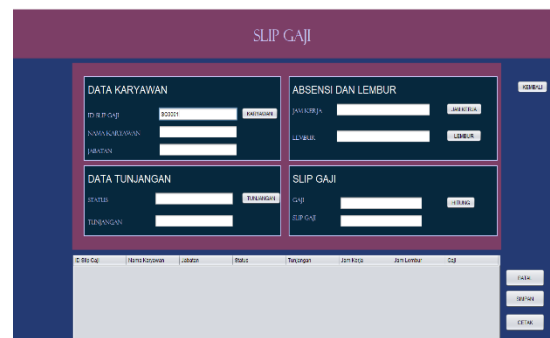 SLIP GAJI
KEMBALI
DATA KARYAWAN
ID SLIP GAJI
KARYAWAN
NAMA KARYAWAN
JABATAN
ABSENSI DAN LEMBUR
JAM KERJA
JAM KERJA
LEMBUR
LEMBUR
DATA TUNJANGAN
STATUS
TUNJANGAN
TUNJANGAN
SLIP GAJI
GAJI
HITUNG
SLIP GAJI
ID Slip Gaji Nama Karyawan Jabatan Status Tunjangan Jam Kerja Jam Lembur Gaji
DATA
SIMPAN
CETAK